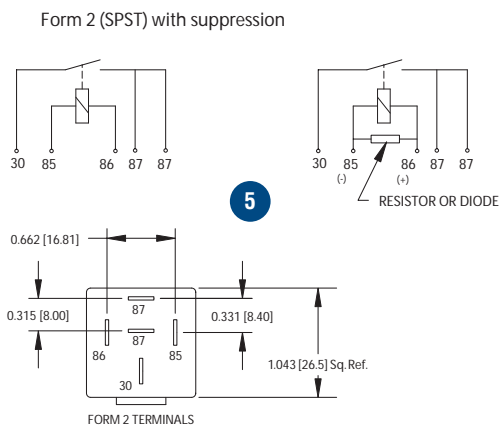 Form 2 (SPST) with suppression
30 85 86 87 87
30 85 86 87 87
(-) (+)
RESISTOR OR DIODE
5
0.662 [16.81]
0.315 [8.00]
87
0.331 [8.40]
86 87 85
1.043 [26.5] Sq. Ref.
30
FORM 2 TERMINALS